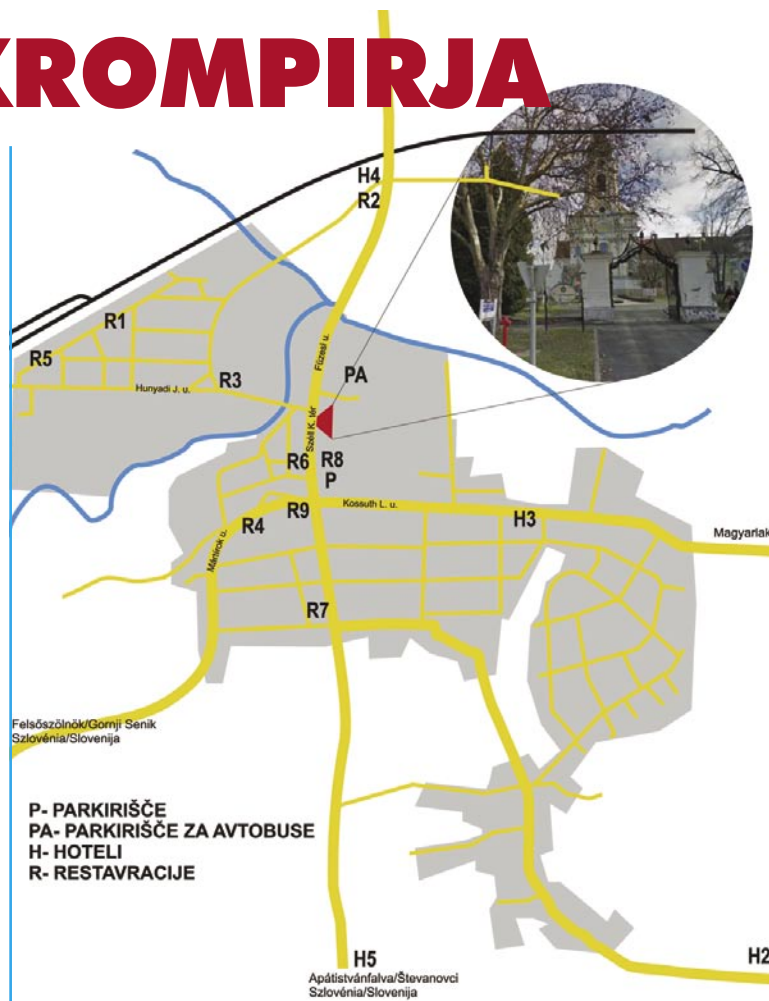 KROMPIRJA
H4
R2
R1
R5
R3
Hunyadi J. u.
Füzesi u.
PA
Széll K. tér
R6
R8
P
R9
Kossuth L. u.
R4
H3
Mártírok u.
Magyarlak
R7
Felsőszölnök/Gornji Senik
Szlovénia/Slovenija
P- PARKIRIŠČE
PA- PARKIRIŠČE ZA AVTOBUSE
H- HOTELI
R- RESTAVRACIJE
H5
H2
Apátistvánfalva/Števanovci
Szlovénia/Slovenija